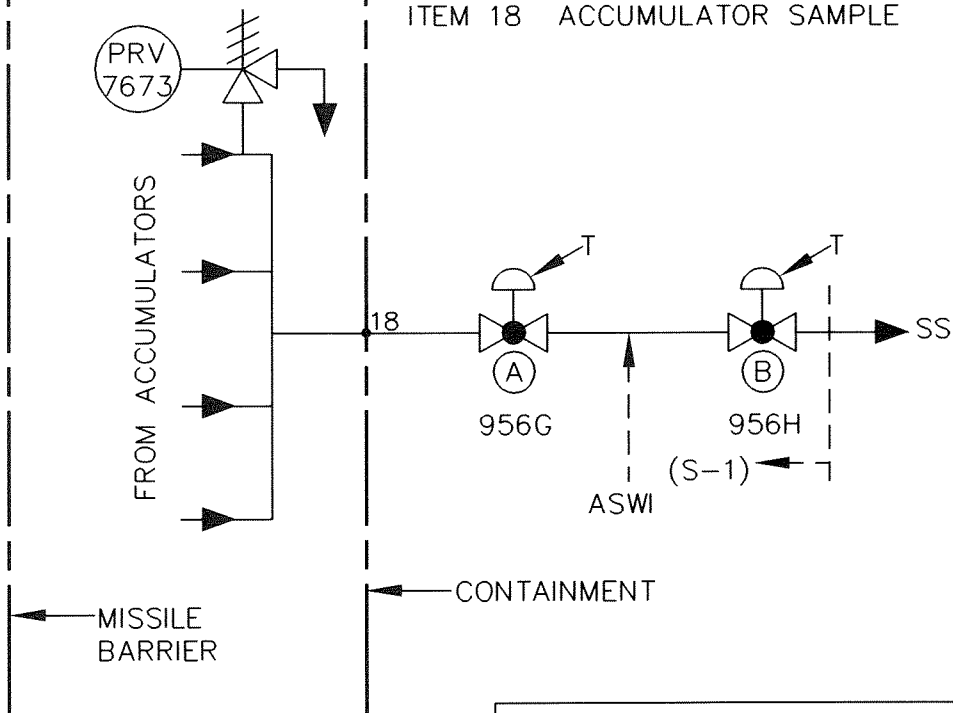 ITEM 18 ACCUMULATOR SAMPLE
PRV
7673
FROM ACCUMULATORS
18
T
T
SS
A
B
956G
956H
(S-1)
ASWI
CONTAINMENT
MISSILE
BARRIER